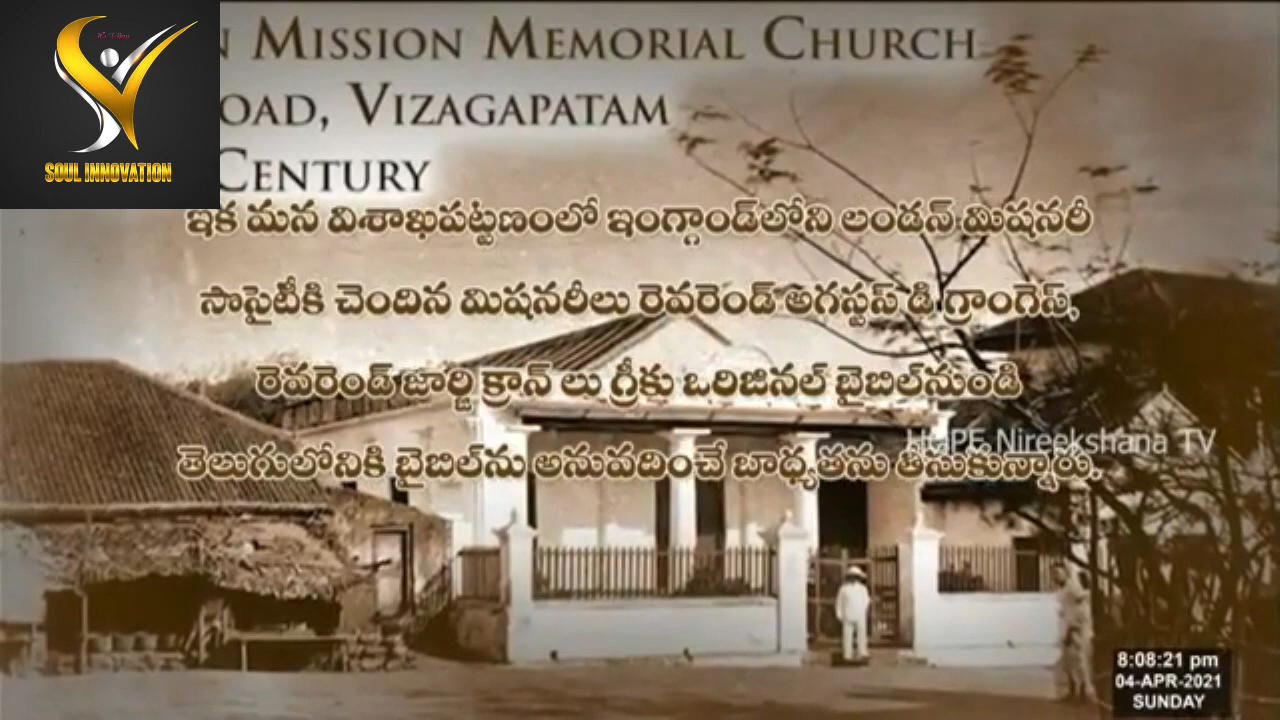 N MISSION MEMORIAL CHURCH
OAD, VIZAGAPATAM
CENTURY
SOUL INNOVATION
ఇక మన విశాఖపట్టణంలో ఇంగ్గాండ్‌లోని లండన్ మిషనరీ
సొసైటీకి చెందిన మిషనరీలు రెవరెండ్ అగస్టస్ డి గ్రాంగెస్,
రెవరెండ్ జార్జి క్రాన్ లు గ్రీకు ఒరిజినల్ బైబిల్‌నుండి
HOPE Nireekshana TV
తెలుగులోనికి బైబిల్‌ను అనువదించే బాధ్యతను తీసుకున్నారు.
8:08:21 pm
04-APR-2021
SUNDAY